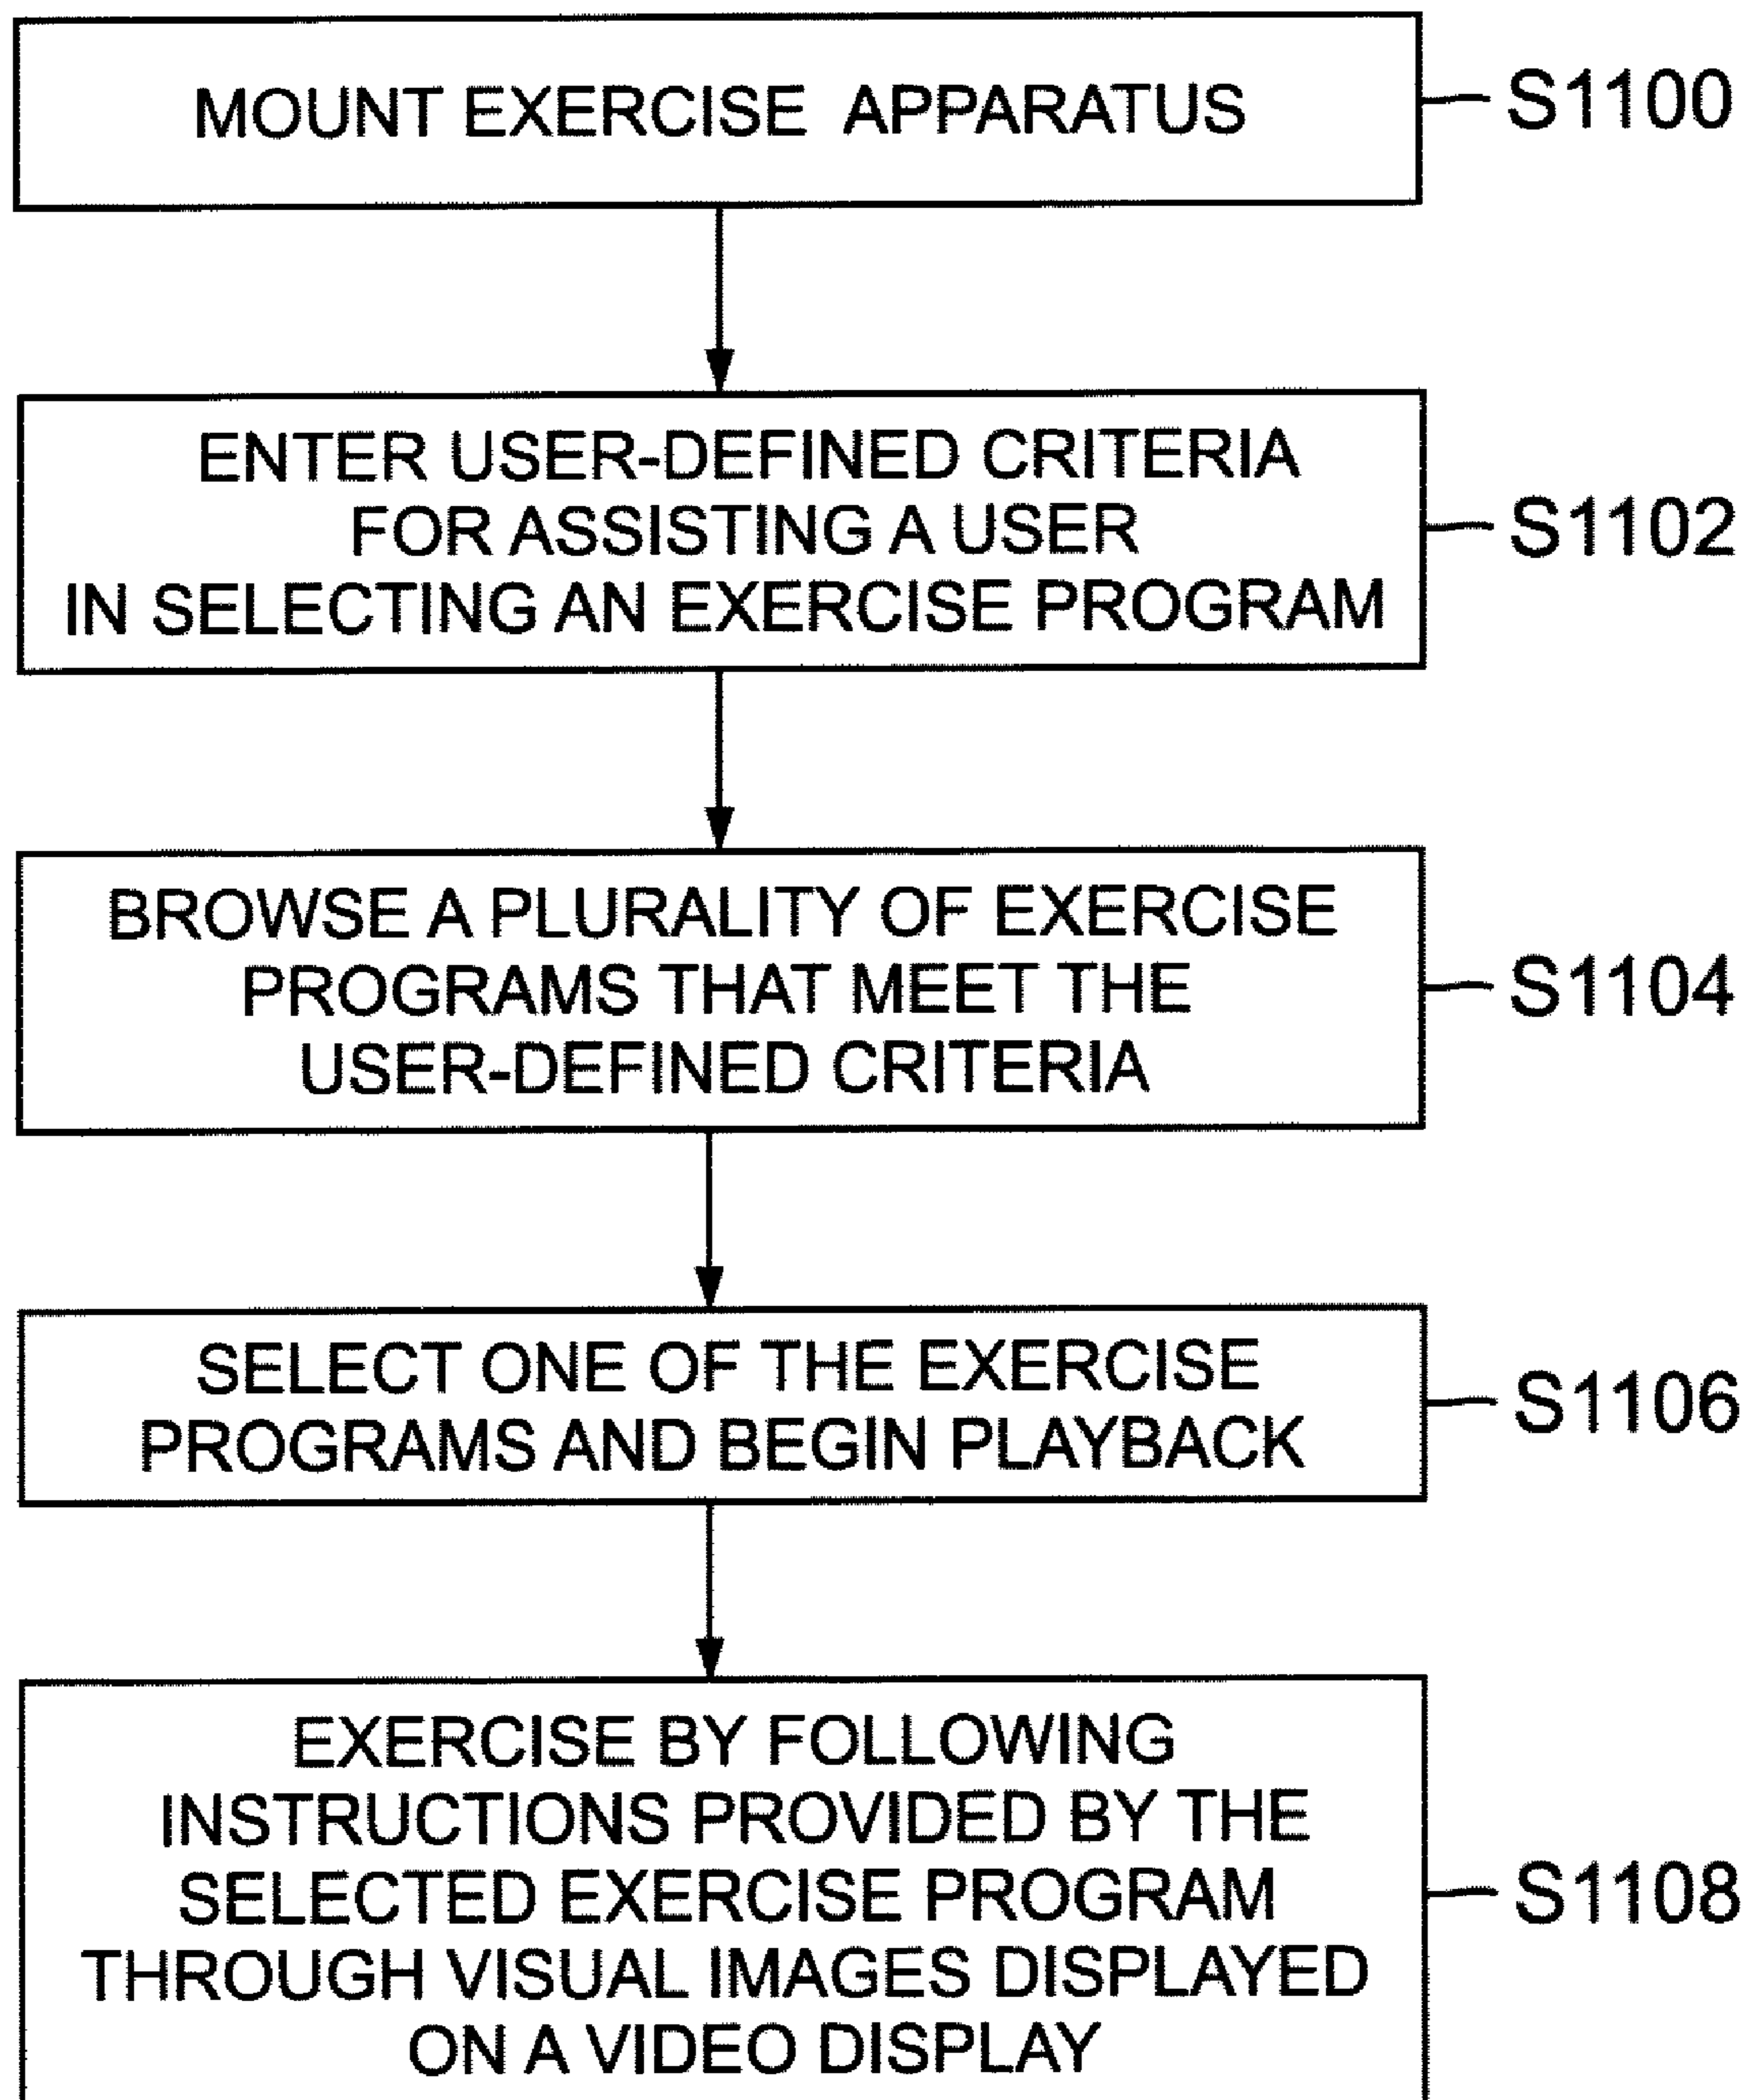 MOUNT EXERCISE APPARATUS
S1100
ENTER USER-DEFINED CRITERIA
FOR ASSISTING A USER
IN SELECTING AN EXERCISE PROGRAM
S1102
BROWSE A PLURALITY OF EXERCISE
PROGRAMS THAT MEET THE
USER-DEFINED CRITERIA
S1104
SELECT ONE OF THE EXERCISE
PROGRAMS AND BEGIN PLAYBACK
S1106
EXERCISE BY FOLLOWING
INSTRUCTIONS PROVIDED BY THE
SELECTED EXERCISE PROGRAM
THROUGH VISUAL IMAGES DISPLAYED
ON A VIDEO DISPLAY
S1108